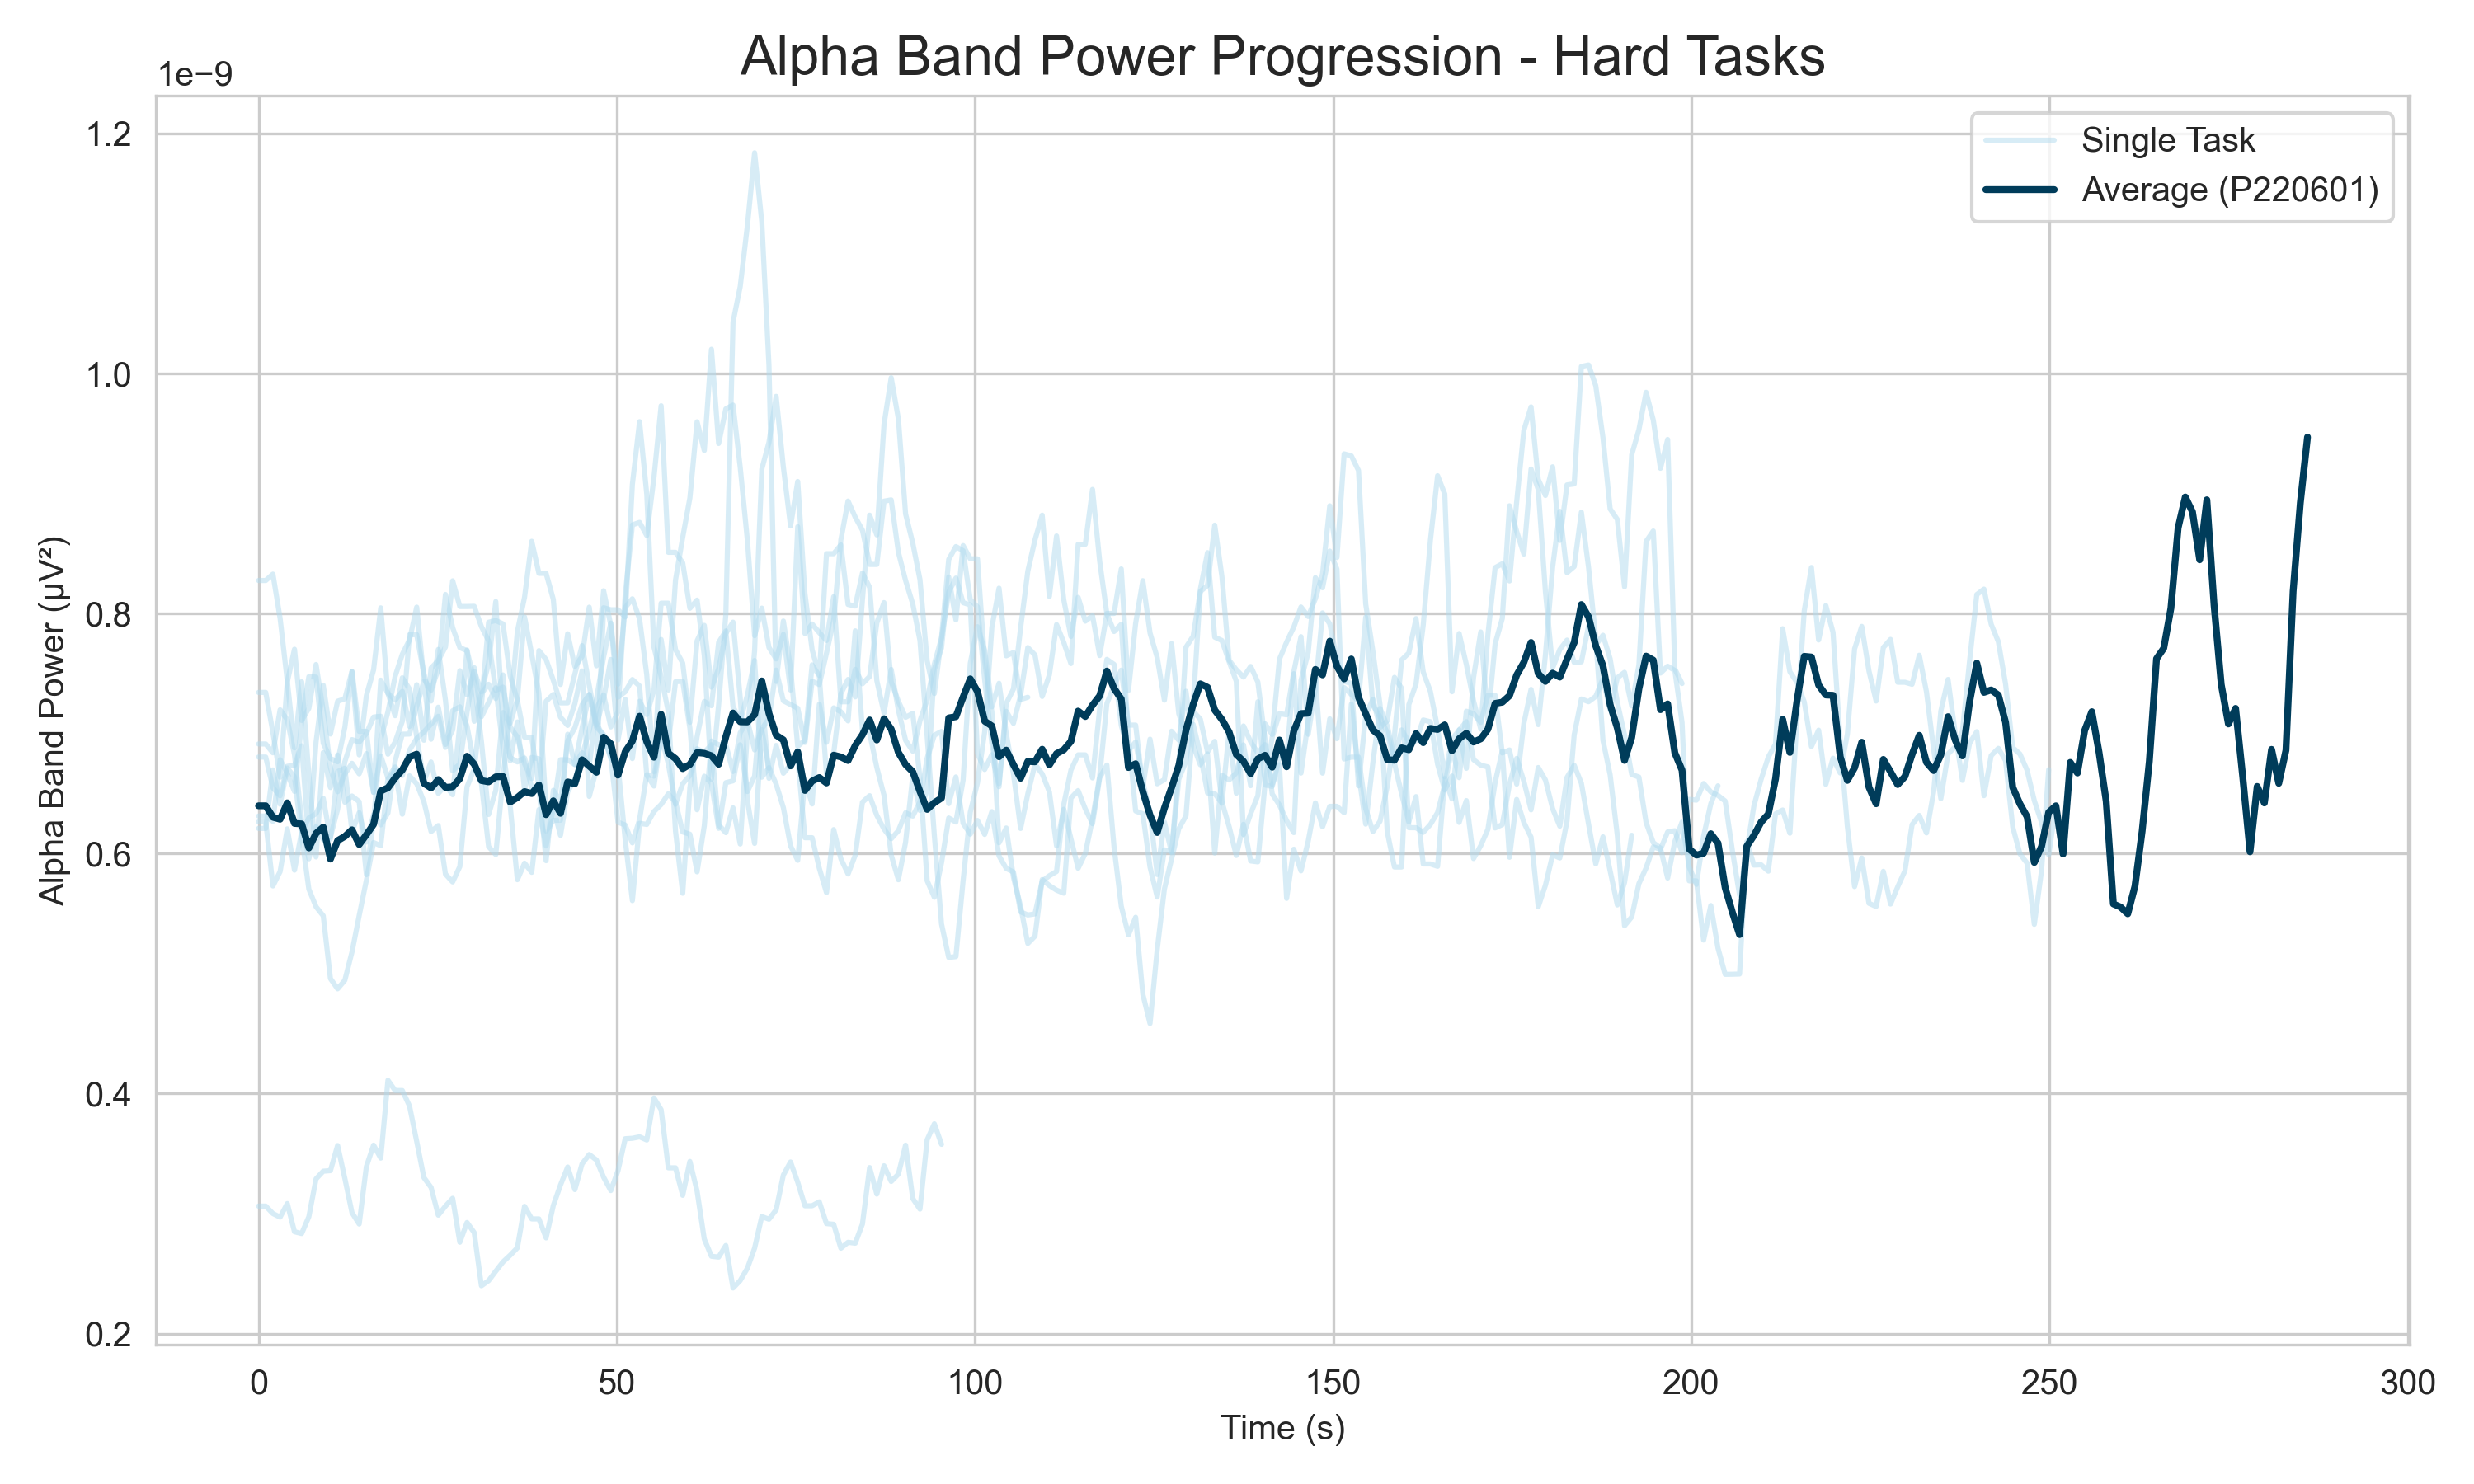 Alpha Band Power Progression - Hard Tasks
1e−9
Single Task
Average (P220601)
Alpha Band Power (μV²)
1.2
1.0
0.8
0.6
0.4
0.2
0 50 100 150 200 250 300
Time (s)